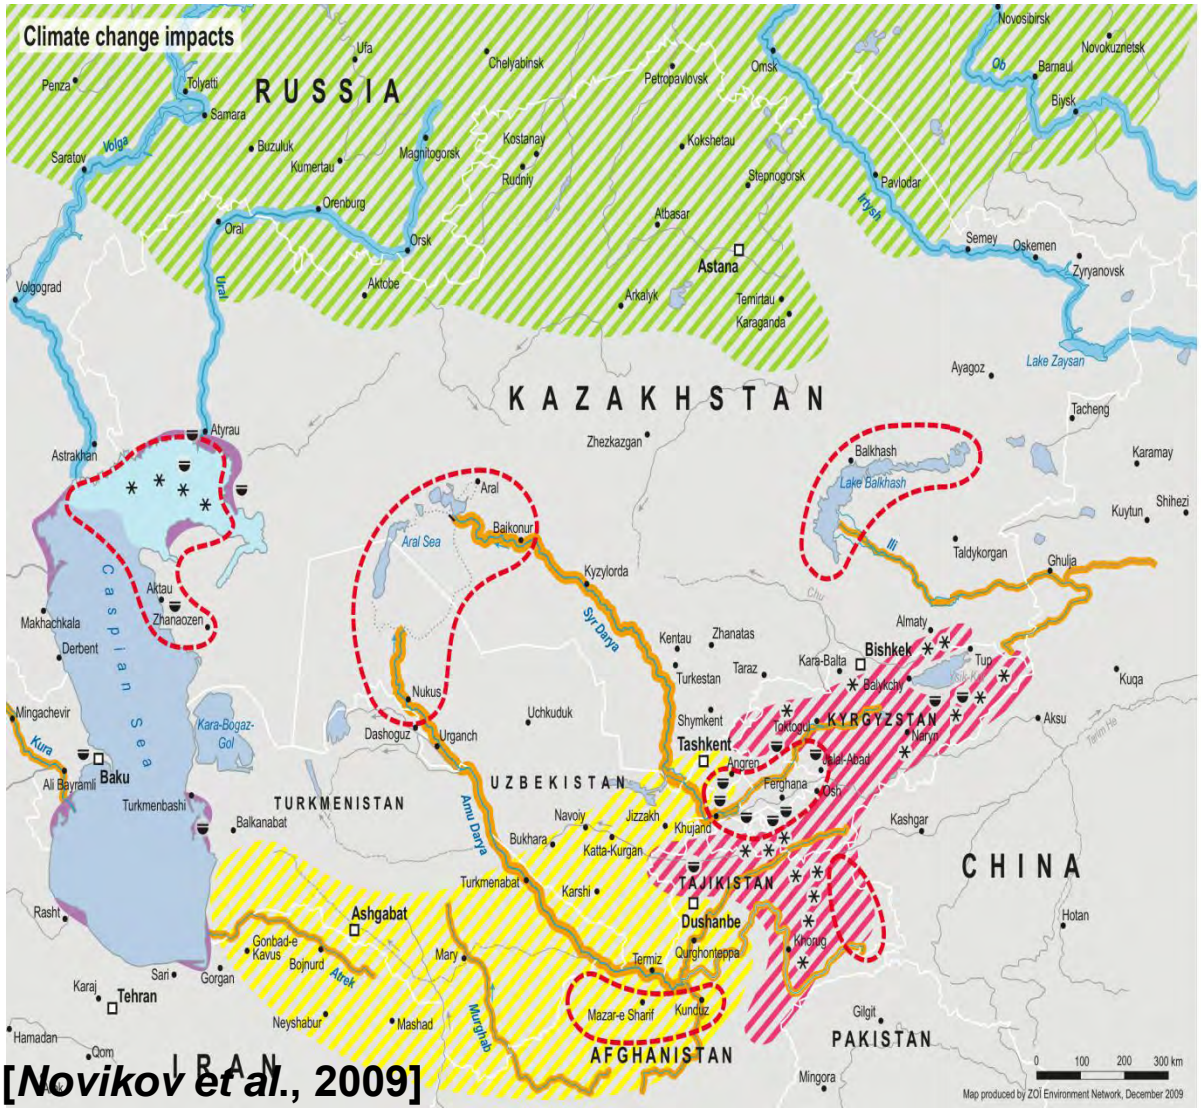 Climate change impacts
Novosibirsk
Ufa
Chelyabinsk
Omsk
Novokuznetsk
Penza
Tolyatti
RUSSIA
Petropavlovsk
Ob
Barnaul
Samara
Biysk
Volga
Buzuluk
Kostanay
Kokshetau
Saratov
Kumertau
Magnitogorsk
Rudniy
Stepnogorsk
Pavlodar
Orenburg
Irtysh
Oral
Orsk
Atbasar
Semey
Oskemen
Astana
Zyryanovsk
Ural
Aktobe
Volgograd
Arkalyk
Temirtau
Karaganda
Lake Zaysan
Ayagoz
KAZAKHSTAN
Tacheng
Atyrau
Zhezkazgan
Astrakhan
Balkhash
Karamay
Aral
Lake Balkhash
Shihezi
Kuytun
Baikonur
Aral Sea
Ili
Taldykorgan
Ghulja
Caspian Sea
Aktau
Kyzylorda
Zhanaozen
Chu
Makhachkala
Syr Darya
Almaty
Derbent
Kentau
Zhanatas
Bishkek
Tup
Taraz
Kara-Balta
Turkestan
Balykchy
Issik-Kul
Kuqa
Nukus
Mingachevir
Kara-Bogaz-
Gol
Uchkuduk
Shymkent
Toktogul
KYRGYZSTAN
Aksu
Dashoguz
Urganch
Naryn
Tarim He
Kura
Tashkent
Baku
Angren
Jalal-Abad
Ali Bayramli
UZBEKISTAN
Ferghana
Osh
Turkmenbashi
TURKMENISTAN
Amu Darya
Navoiy
Jizzakh
Khujand
Kashgar
Balkanabat
Bukhara
Katta-Kurgan
CHINA
Turkmenabat
Karshi
TAJIKISTAN
Rasht
Ashgabat
Dushanbe
Hotan
Gonbad-e
Kavus
Bojnurd
Mary
Qurghonteppa
Khorug
Sari
Gorgan
Atrek
Termiz
Karaj
Tehran
Murghab
Mazar-e Sharif
Kunduz
Neyshabur
Mashad
Gilgit
Hamadan
PAKISTAN
Qom
IRAN
AFGHANISTAN
0 100 200 300 km
Mingora
[Novikov et al., 2009]
Map produced by ZOÏ Environment Network, December 2009